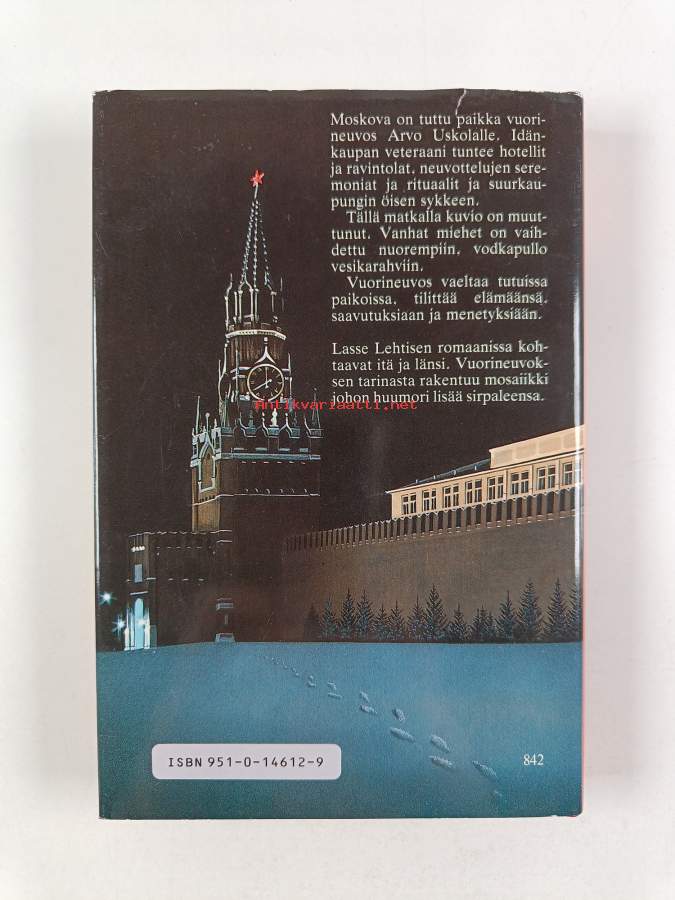 Moskova on tuttu paikka vuori-
neuvos Arvo Uskolalle. Idän-
kaupan veteraani tuntee hotellit
ja ravintolat, neuvottelujen sere-
moniat ja rituaalit ja suurkau-
pungin öisen sykkeen.
Tällä matkalla kuvio on muut-
tunut. Vanhat miehet on vaih-
dettu nuorempiin, vodkapullo
vesikarahviin.
Vuorineuvos vaeltaa tutuissa
paikoissa, tilittää elämäänsä,
saavutuksiaan ja menetyksiään.
Lasse Lehtisen romaanissa koh-
taavat itä ja länsi. Vuorineuvok-
sen tarinasta rakentuu mosaiikki
johon huumori lisää sirpaleensa.
Antikvariaatti.net
ISBN 951-0-14612-9
842